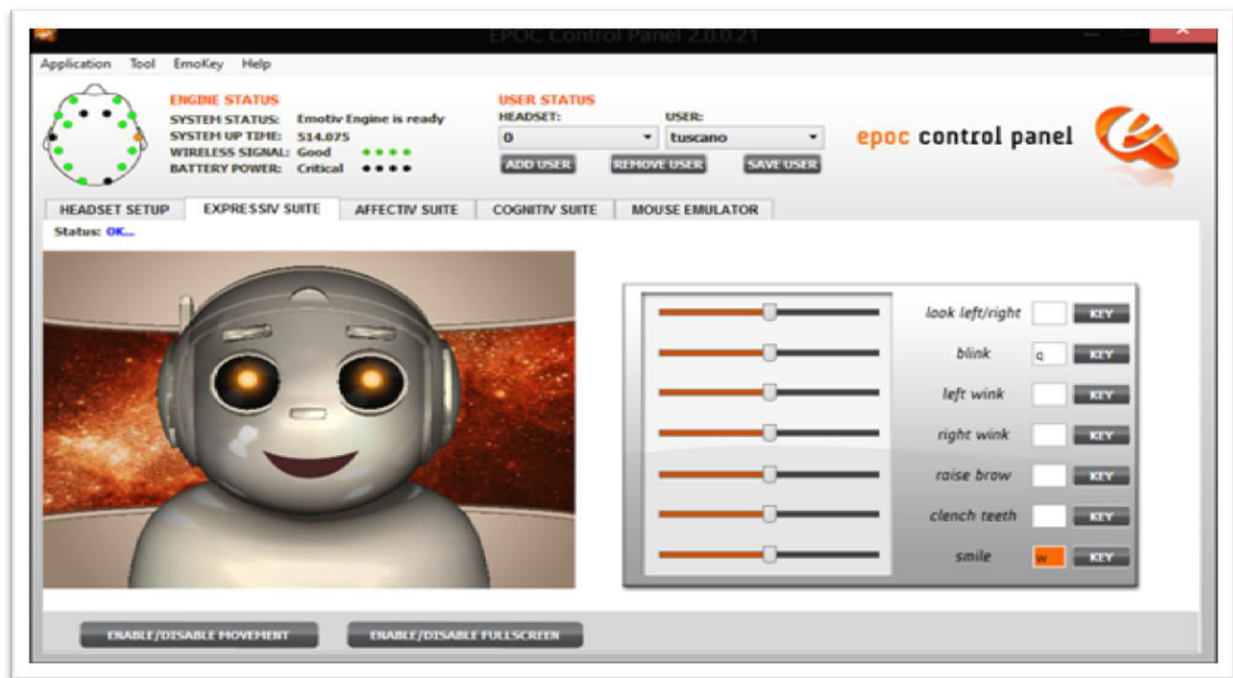 EPOC Control Panel 2.0.0.21
Application Tool EmoKey Help
ENGINE STATUS
SYSTEM STATUS: Emotiv Engine is ready
SYSTEM UP TIME: 514.075
WIRELESS SIGNAL: Good
BATTERY POWER: Critical
USER STATUS
HEADSET: USER:
0 tuscano
ADD USER REMOVE USER SAVE USER
epoc control panel
HEADSET SETUP EXPRESSIV SUITE AFFECTIV SUITE COGNITIV SUITE MOUSE EMULATOR
Status: OK...
look left/right KEY
blink q KEY
left wink KEY
right wink KEY
raise brow KEY
clench teeth KEY
smile w KEY
ENABLE/DISABLE MOVEMENT ENABLE/DISABLE FULLSCREEN